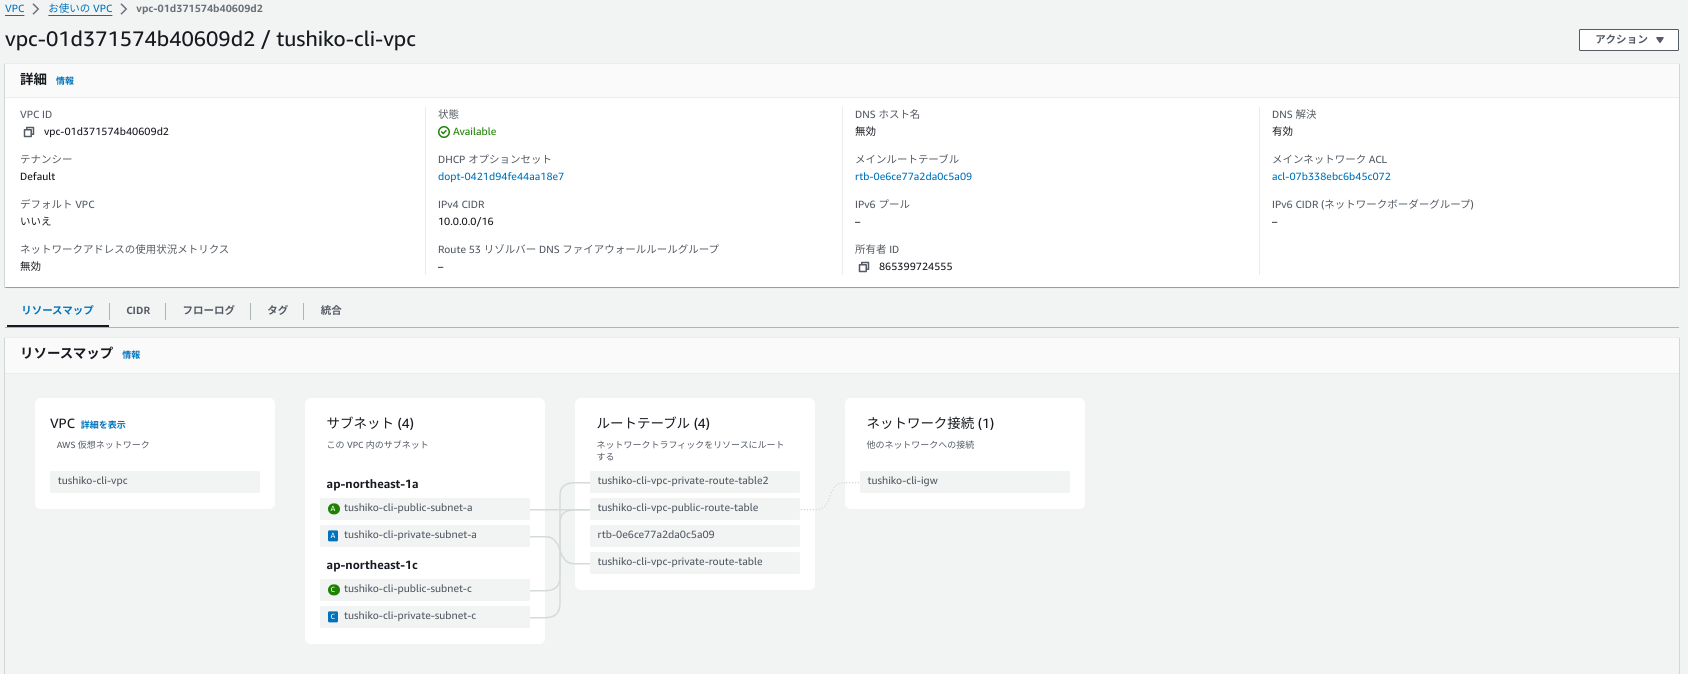 VPC > お使いの VPC > vpc-01d371574b40609d2
vpc-01d371574b40609d2 / tushiko-cli-vpc
アクション ▼
詳細 情報
VPC ID
vpc-01d371574b40609d2
状態
Available
DNS ホスト名
無効
DNS 解決
有効
テナンシー
Default
DHCP オプションセット
dopt-0421d94fe44aa18e7
メインルートテーブル
rtb-0e6ce77a2da0c5a09
メインネットワーク ACL
acl-07b338ebc6b45c072
デフォルト VPC
いいえ
IPv4 CIDR
10.0.0.0/16
IPv6 プール
–
IPv6 CIDR (ネットワークボーダーグループ)
–
ネットワークアドレスの使用状況メトリクス
無効
Route 53 リゾルバー DNS ファイアウォールルールグループ
–
所有者 ID
865399724555
リソースマップ CIDR フローログ タグ 統合
リソースマップ 情報
VPC 詳細を表示
AWS 仮想ネットワーク
tushiko-cli-vpc
サブネット (4)
この VPC 内のサブネット
ap-northeast-1a
A tushiko-cli-public-subnet-a
A tushiko-cli-private-subnet-a
ap-northeast-1c
C tushiko-cli-public-subnet-c
C tushiko-cli-private-subnet-c
ルートテーブル (4)
ネットワークトラフィックをリソースにルート
する
tushiko-cli-vpc-private-route-table2
tushiko-cli-vpc-public-route-table
rtb-0e6ce77a2da0c5a09
tushiko-cli-vpc-private-route-table
ネットワーク接続 (1)
他のネットワークへの接続
tushiko-cli-igw